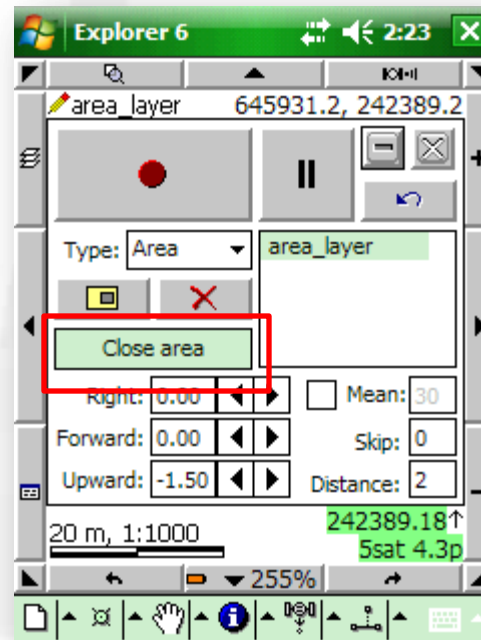 Explorer 6 2:23
area_layer 645931.2, 242389.2
Type: Area area_layer
Close area
Right: 0.00 Mean: 30
Forward: 0.00 Skip: 0
Upward: -1.50 Distance: 2
20 m, 1:1000 242389.18↑
5sat 4.3p
255%